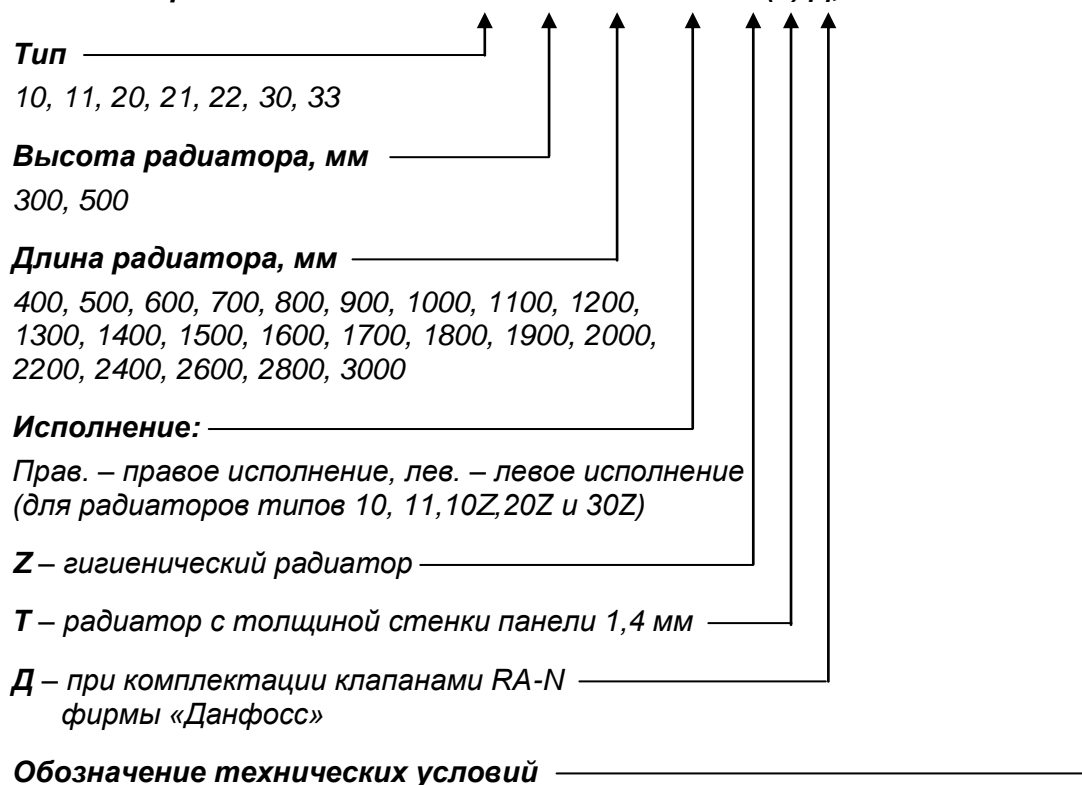 Тип
10, 11, 20, 21, 22, 30, 33
Высота радиатора, мм
300, 500
Длина радиатора, мм
400, 500, 600, 700, 800, 900, 1000, 1100, 1200,
1300, 1400, 1500, 1600, 1700, 1800, 1900, 2000,
2200, 2400, 2600, 2800, 3000
Исполнение:
Прав. – правое исполнение, лев. – левое исполнение
(для радиаторов типов 10, 11,10Z,20Z и 30Z)
Z – гигиенический радиатор
Т – радиатор с толщиной стенки панели 1,4 мм
Д – при комплектации клапанами RA-N
фирмы «Данфосс»
Обозначение технических условий